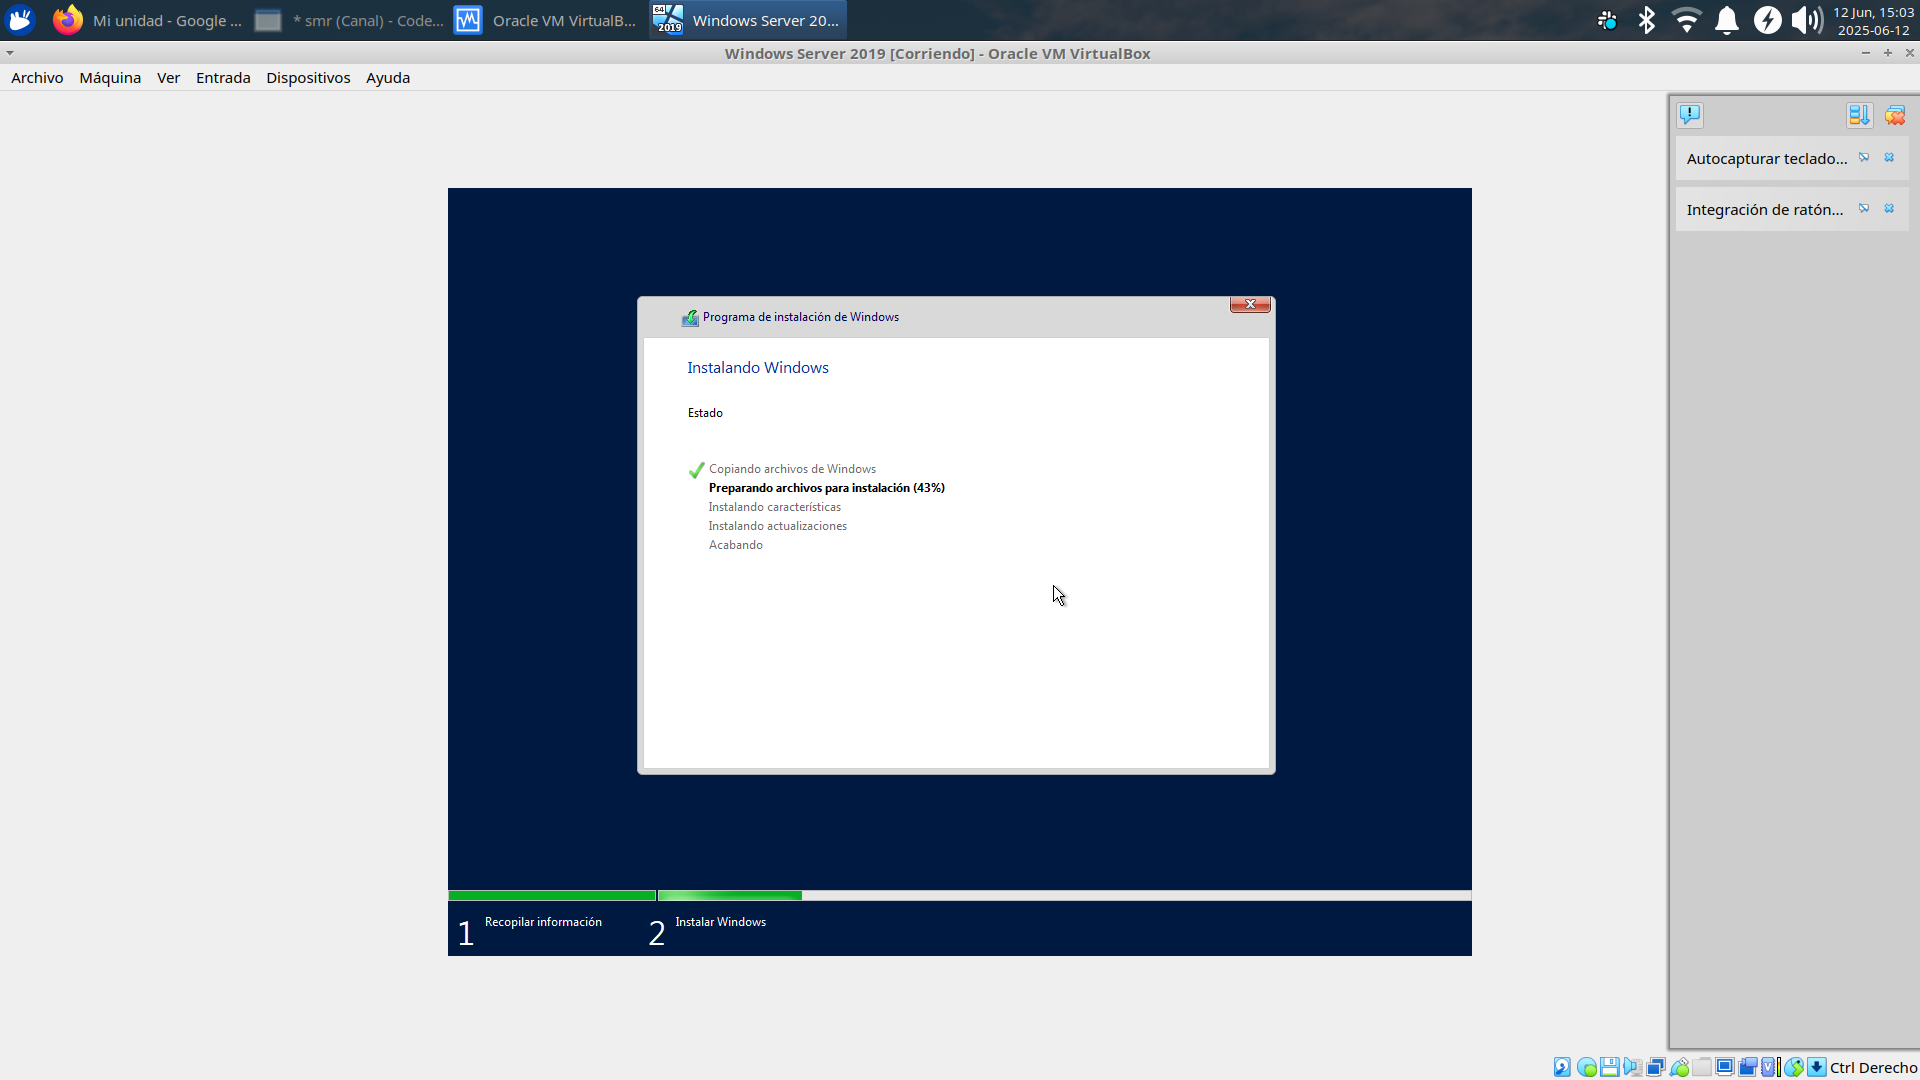 Mi unidad - Google ...
* smr (Canal) - Code...
Oracle VM VirtualB...
64
2019
Windows Server 20...
12 Jun, 15:03
2025-06-12
Windows Server 2019 [Corriendo] - Oracle VM VirtualBox
Archivo Máquina Ver Entrada Dispositivos Ayuda
Autocapturar teclado...
Integración de ratón...
Programa de instalación de Windows
Instalando Windows
Estado
Copiando archivos de Windows
Preparando archivos para instalación (43%)
Instalando características
Instalando actualizaciones
Acabando
1 Recopilar información
2 Instalar Windows
Ctrl Derecho